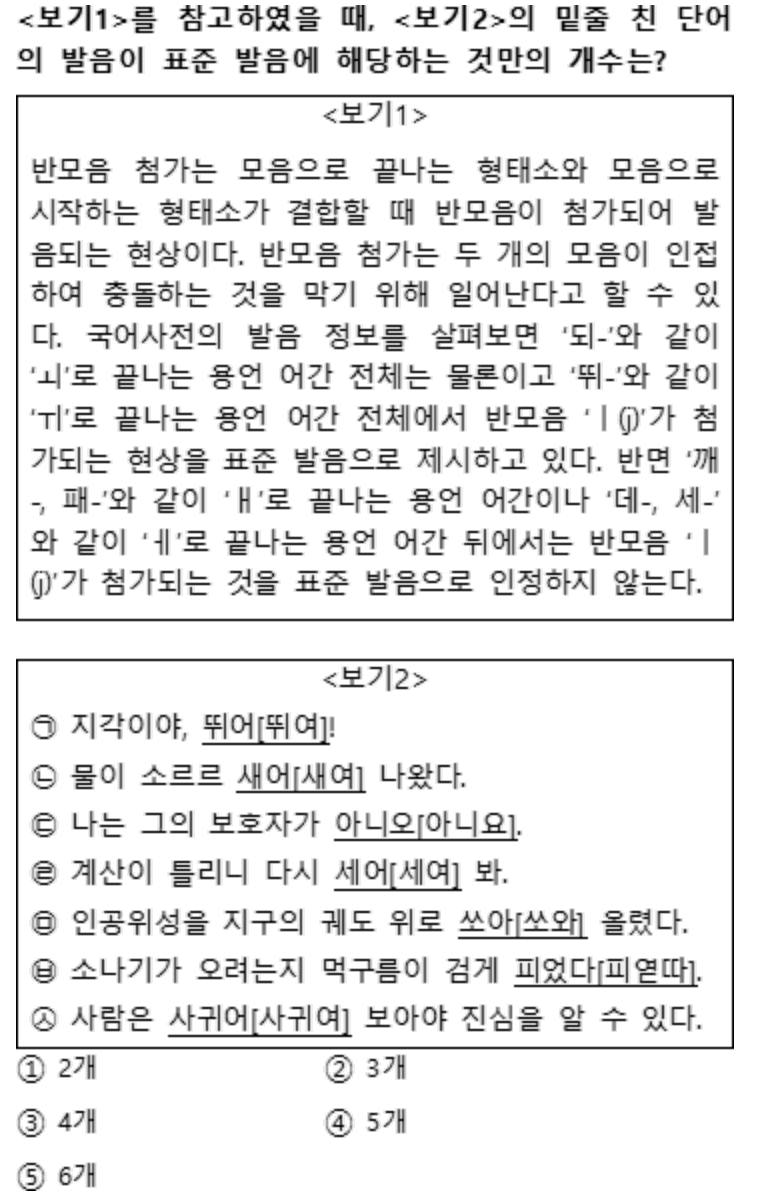 <보기1>를 참고하였을 때, <보기2>의 밑줄 친 단어
의 발음이 표준 발음에 해당하는 것만의 개수는?
<보기1>
반모음 첨가는 모음으로 끝나는 형태소와 모음으로
시작하는 형태소가 결합할 때 반모음이 첨가되어 발
음되는 현상이다. 반모음 첨가는 두 개의 모음이 인접
하여 충돌하는 것을 막기 위해 일어난다고 할 수 있
다. 국어사전의 발음 정보를 살펴보면 ‘되-’와 같이
‘ㅚ’로 끝나는 용언 어간 전체는 물론이고 ‘뛰-’와 같이
‘ㅟ’로 끝나는 용언 어간 전체에서 반모음 ‘ㅣ(j)’가 첨
가되는 현상을 표준 발음으로 제시하고 있다. 반면 ‘깨
-, 패-’와 같이 ‘ㅐ’로 끝나는 용언 어간이나 ‘데-, 세-’
와 같이 ‘ㅔ’로 끝나는 용언 어간 뒤에서는 반모음 ‘ㅣ
(j)’가 첨가되는 것을 표준 발음으로 인정하지 않는다.
<보기2>
㉠ 지각이야, 뛰어[뛰여]!
㉡ 물이 소르르 새어[새여] 나왔다.
㉢ 나는 그의 보호자가 아니오[아니요].
㉣ 계산이 틀리니 다시 세어[세여] 봐.
㉤ 인공위성을 지구의 궤도 위로 쏘아[쏘와] 올렸다.
㉥ 소나기가 오려는지 먹구름이 검게 피었다[피엳따].
㉦ 사람은 사귀어[사귀여] 보아야 진심을 알 수 있다.
① 2개 ② 3개
③ 4개 ④ 5개
⑤ 6개